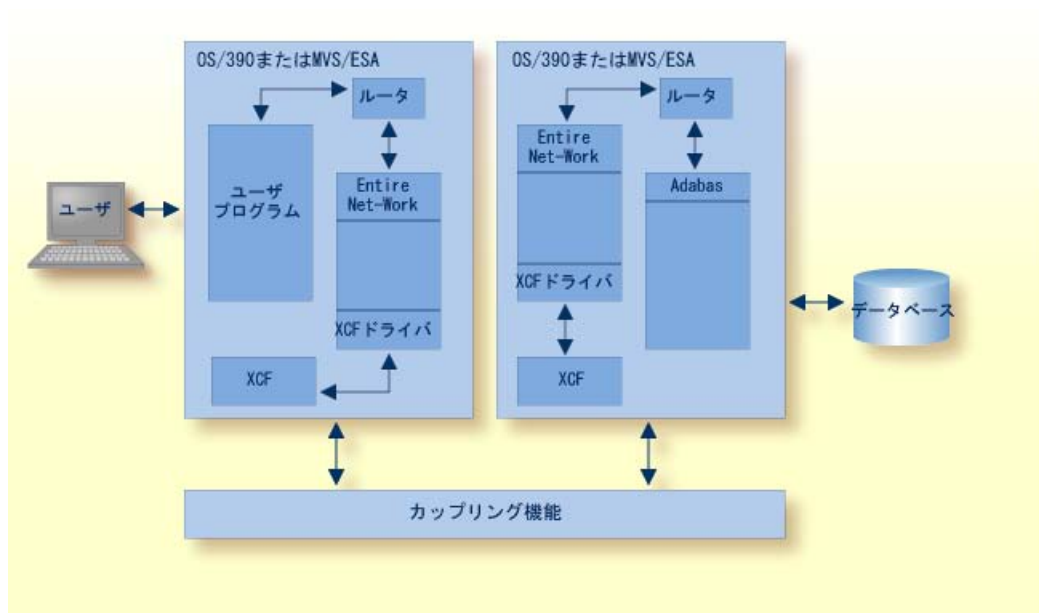 OS/390またはMVS/ESA
ルータ
ユーザ
プログラム
Entire
Net-Work
XCFドライバ
XCF
ユーザ
OS/390またはMVS/ESA
ルータ
Entire
Net-Work
XCFドライバ
XCF
Adabas
データベース
カップリング機能